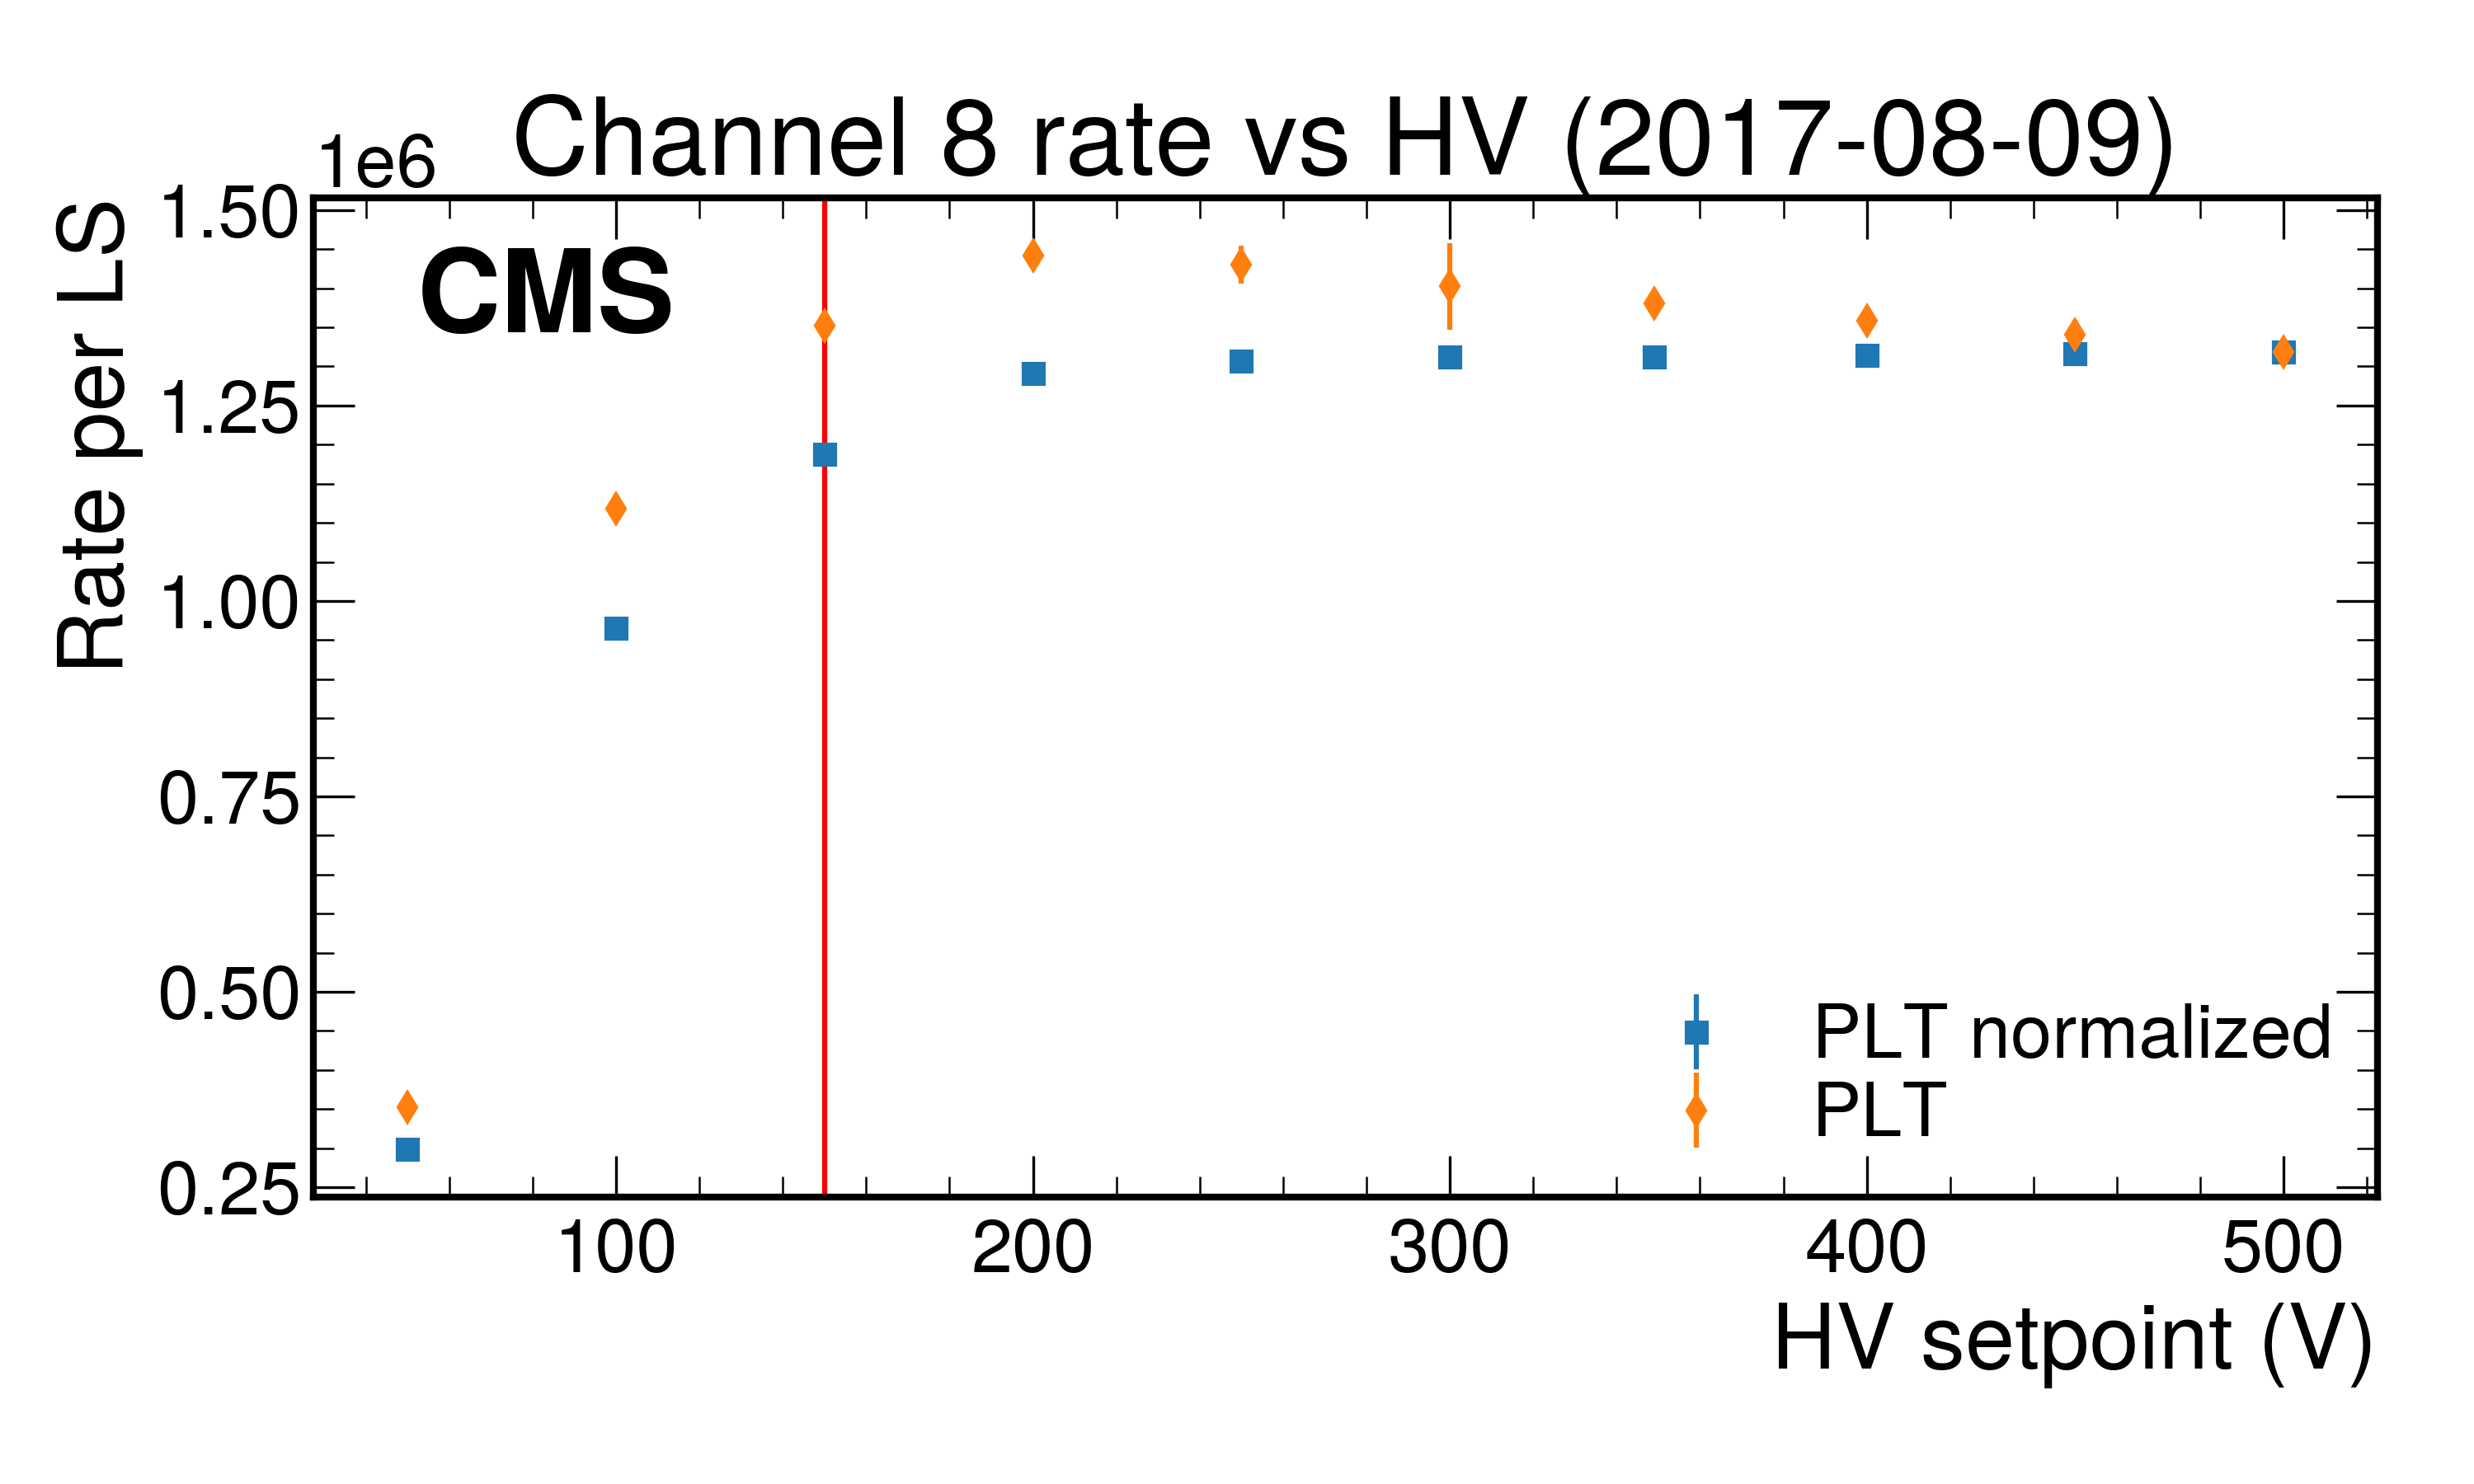 Channel 8 rate vs HV (2017-08-09)
1e6
CMS
Rate per LS
1.50
1.25
1.00
0.75
0.50
0.25
PLT normalized
PLT
100 200 300 400 500
HV setpoint (V)